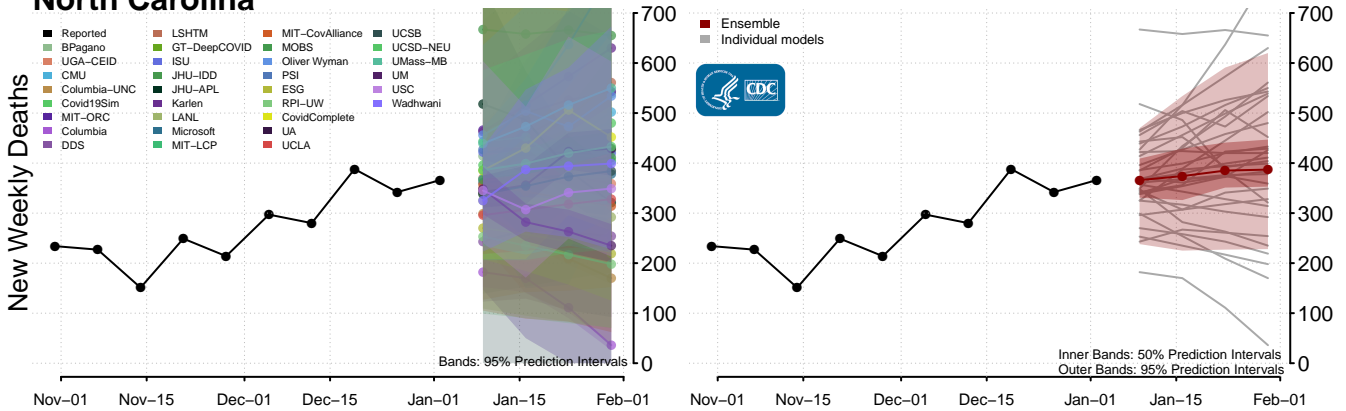 North Carolina
New Weekly Deaths
Reported
BPagano
UGA−CEID
CMU
Columbia−UNC
Covid19Sim
MIT−ORC
Columbia
DDS
LSHTM
GT−DeepCOVID
ISU
JHU−IDD
JHU−APL
Karlen
LANL
Microsoft
MIT−LCP
MIT−CovAlliance
MOBS
Oliver Wyman
PSI
ESG
RPI−UW
CovidComplete
UA
UCLA
UCSB
UCSD−NEU
UMass−MB
UM
USC
Wadhwani
700
600
500
400
300
200
100
0
Bands: 95% Prediction Intervals
Nov−01 Nov−15 Dec−01 Dec−15 Jan−01 Jan−15 Feb−01
Ensemble
Individual models
CDC
700
600
500
400
300
200
100
0
Inner Bands: 50% Prediction Intervals
Outer Bands: 95% Prediction Intervals
Nov−01 Nov−15 Dec−01 Dec−15 Jan−01 Jan−15 Feb−01